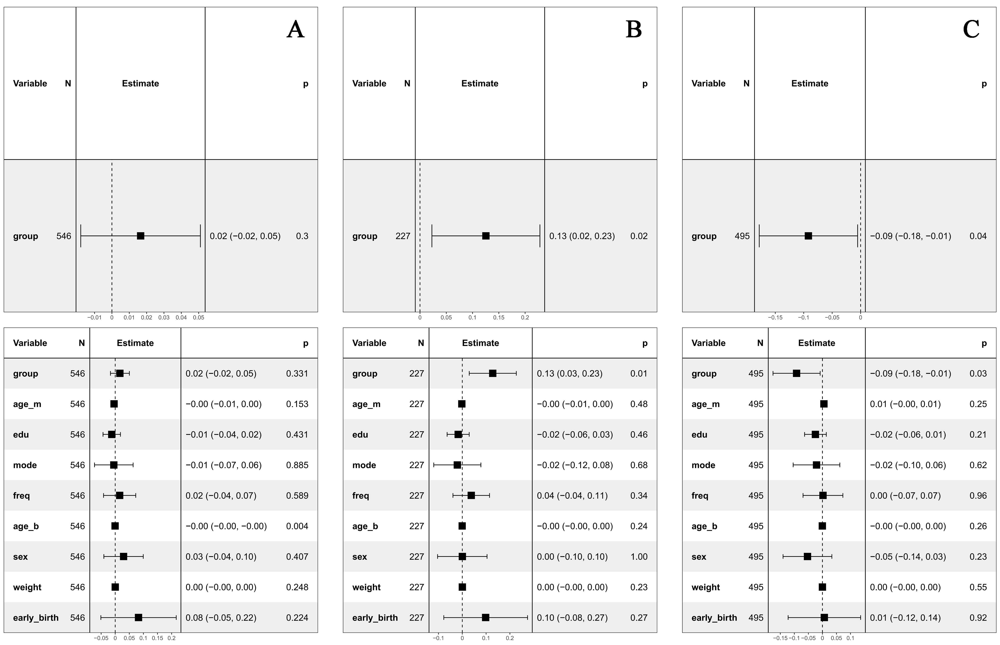 A
Variable N Estimate p
group 546 0.02 (−0.02, 0.05) 0.3
−0.01 0 0.01 0.02 0.03 0.04 0.05
B
Variable N Estimate p
group 227 0.13 (0.02, 0.23) 0.02
0 0.05 0.1 0.15 0.2
C
Variable N Estimate p
group 495 −0.09 (−0.18, −0.01) 0.04
−0.15 −0.1 −0.05 0
Variable N Estimate p
group 546 0.02 (−0.02, 0.05) 0.331
age_m 546 −0.00 (−0.01, 0.00) 0.153
edu 546 −0.01 (−0.04, 0.02) 0.431
mode 546 −0.01 (−0.07, 0.06) 0.885
freq 546 0.02 (−0.04, 0.07) 0.589
age_b 546 −0.00 (−0.00, −0.00) 0.004
sex 546 0.03 (−0.04, 0.10) 0.407
weight 546 0.00 (−0.00, 0.00) 0.248
early_birth 546 0.08 (−0.05, 0.22) 0.224
−0.05 0 0.05 0.1 0.15 0.2
Variable N Estimate p
group 227 0.13 (0.03, 0.23) 0.01
age_m 227 −0.00 (−0.01, 0.00) 0.48
edu 227 −0.02 (−0.06, 0.03) 0.46
mode 227 −0.02 (−0.12, 0.08) 0.68
freq 227 0.04 (−0.04, 0.11) 0.34
age_b 227 −0.00 (−0.00, 0.00) 0.24
sex 227 0.00 (−0.10, 0.10) 1.00
weight 227 0.00 (−0.00, 0.00) 0.23
early_birth 227 0.10 (−0.08, 0.27) 0.27
−0.1 0 0.1 0.2
Variable N Estimate p
group 495 −0.09 (−0.18, −0.01) 0.03
age_m 495 0.01 (−0.00, 0.01) 0.25
edu 495 −0.02 (−0.06, 0.01) 0.21
mode 495 −0.02 (−0.10, 0.06) 0.62
freq 495 0.00 (−0.07, 0.07) 0.96
age_b 495 −0.00 (−0.00, 0.00) 0.26
sex 495 −0.05 (−0.14, 0.03) 0.23
weight 495 0.00 (−0.00, 0.00) 0.55
early_birth 495 0.01 (−0.12, 0.14) 0.92
−0.15 −0.1 −0.05 0 0.05 0.1